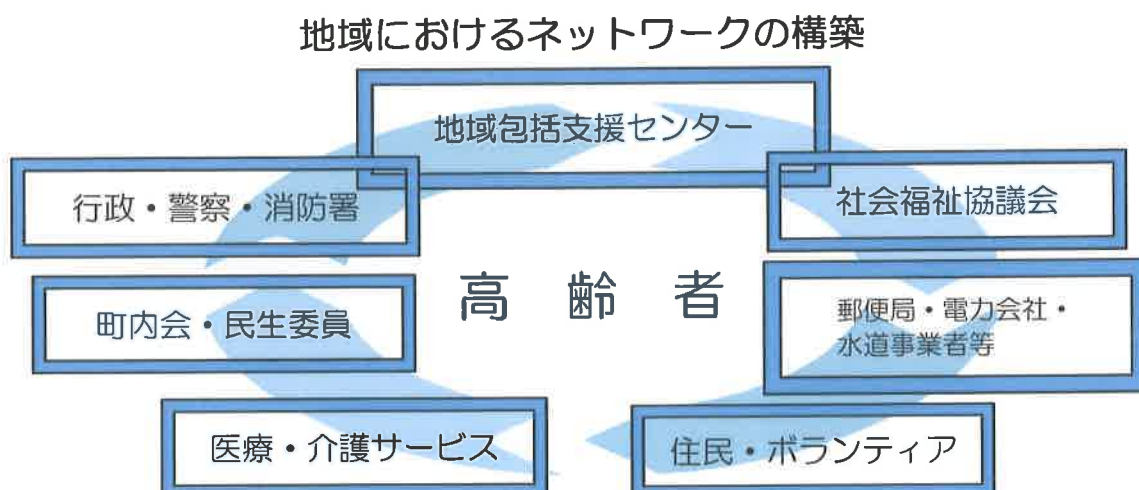 地域におけるネットワークの構築
地域包括支援センター
行政・警察・消防署
社会福祉協議会
高齢者
町内会・民生委員
郵便局・電力会社・
水道事業者等
医療・介護サービス
住民・ボランティア